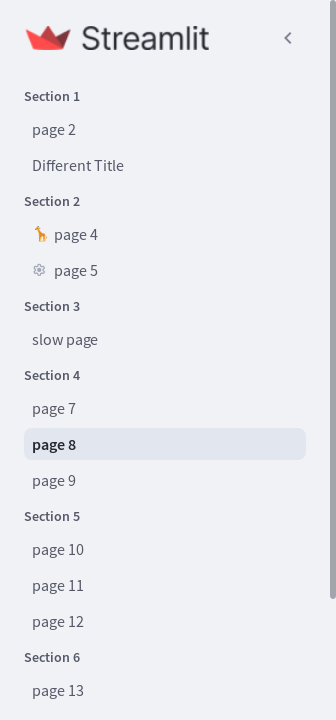 Streamlit
Section 1
page 2
Different Title
Section 2
page 4
page 5
Section 3
slow page
Section 4
page 7
page 8
page 9
Section 5
page 10
page 11
page 12
Section 6
page 13